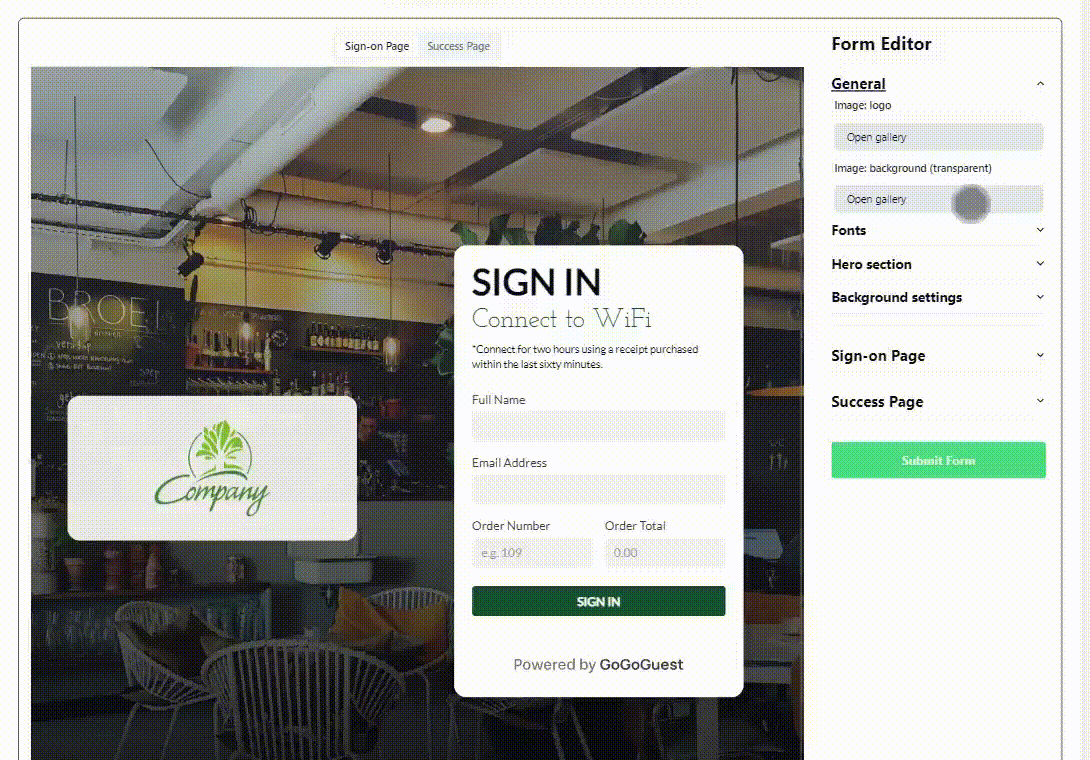 Sign-on Page
Success Page
BROEI
SIGN IN
Connect to WiFi
*Connect for two hours using a receipt purchased
within the last sixty minutes.
Full Name
Email Address
Order Number
Order Total
e.g. 109
0.00
SIGN IN
Powered by GoGoGuest
Company
Form Editor
General
Image: logo
Open gallery
Image: background (transparent)
Open gallery
Fonts
Hero section
Background settings
Sign-on Page
Success Page
Submit Form